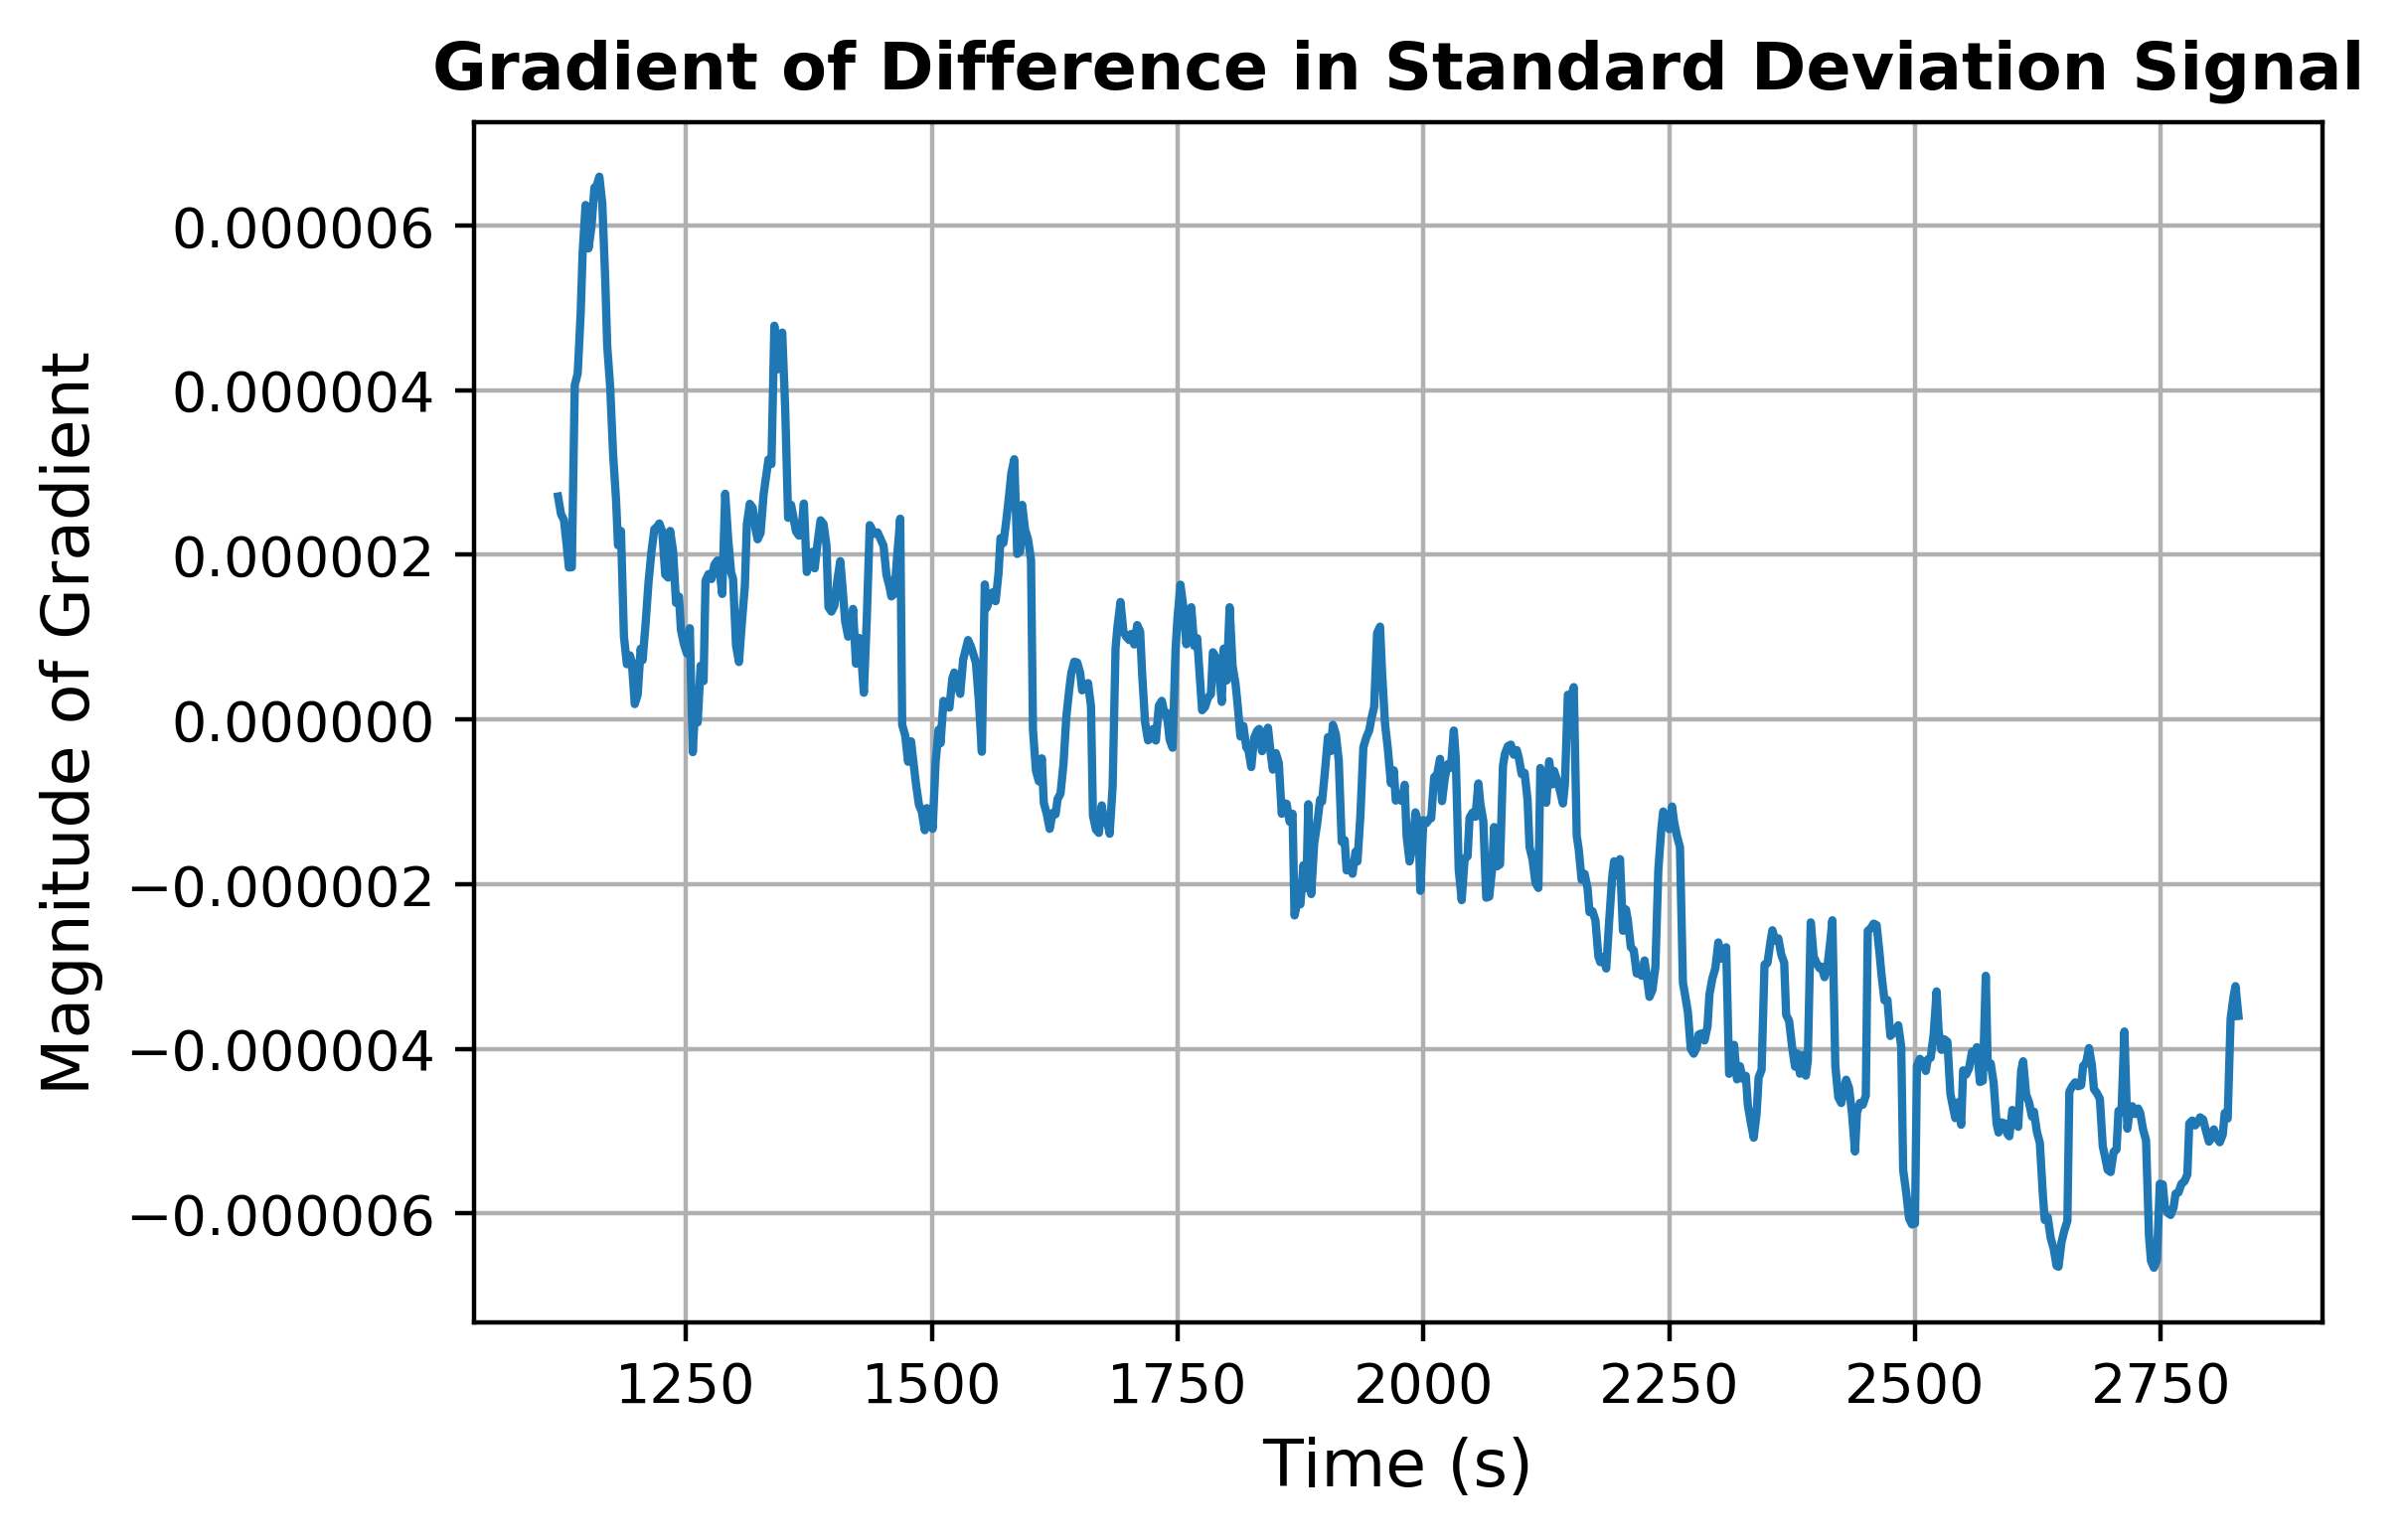 Gradient of Difference in Standard Deviation Signal
Magnitude of Gradient
0.000006
0.000004
0.000002
0.000000
−0.000002
−0.000004
−0.000006
1250 1500 1750 2000 2250 2500 2750
Time (s)